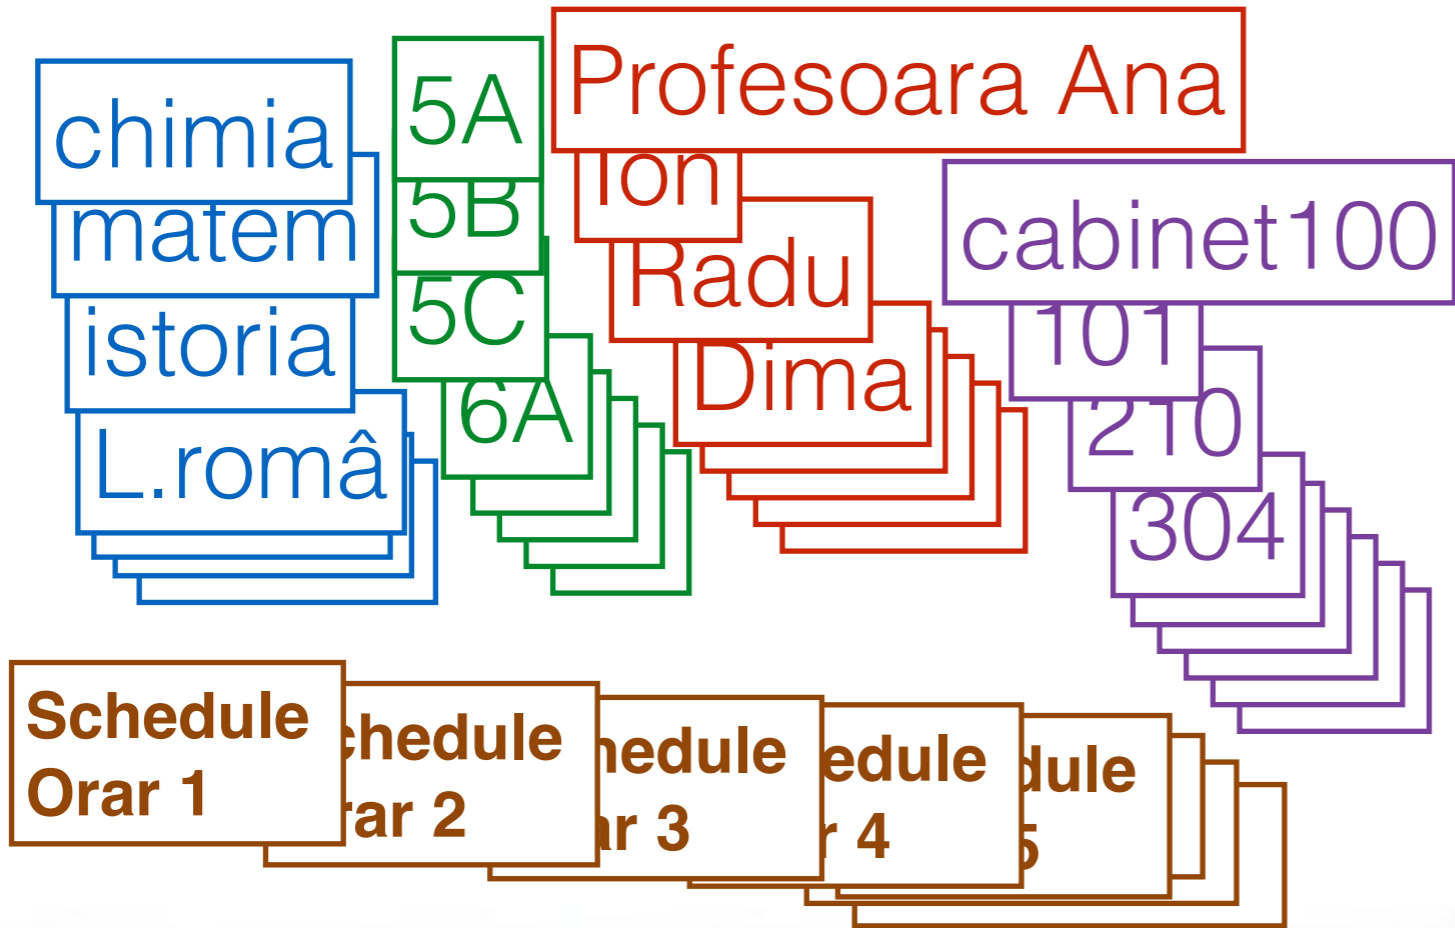 chimia
matem
istoria
L.româ
5A
5B
5C
6A
Profesoara Ana
Ion
Radu
Dima
cabinet100
101
210
304
Schedule
Orar 1
chedule
rar 2
hedule
ar 3
edule
r 4
dule
5